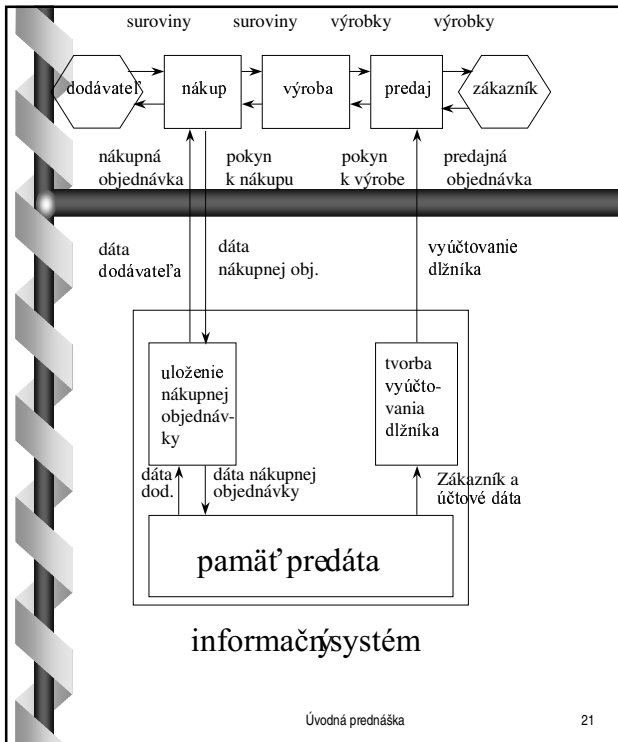 suroviny suroviny výrobky výrobky
dodávateľ nákup výroba predaj zákazník
nákupná pokyn pokyn predajná
objednávka k nákupu k výrobe objednávka
dáta dáta vyúčtovanie
dodávateľa nákupnej obj. dlžníka
uloženie
nákupnej
objednáv-
ky
tvorba
vyúčto-
vania
dlžníka
dáta dáta nákupnej Zákazník a
dod. objednávky účtové dáta
pamäť pre dáta
informačný systém
Úvodná prednáška 21